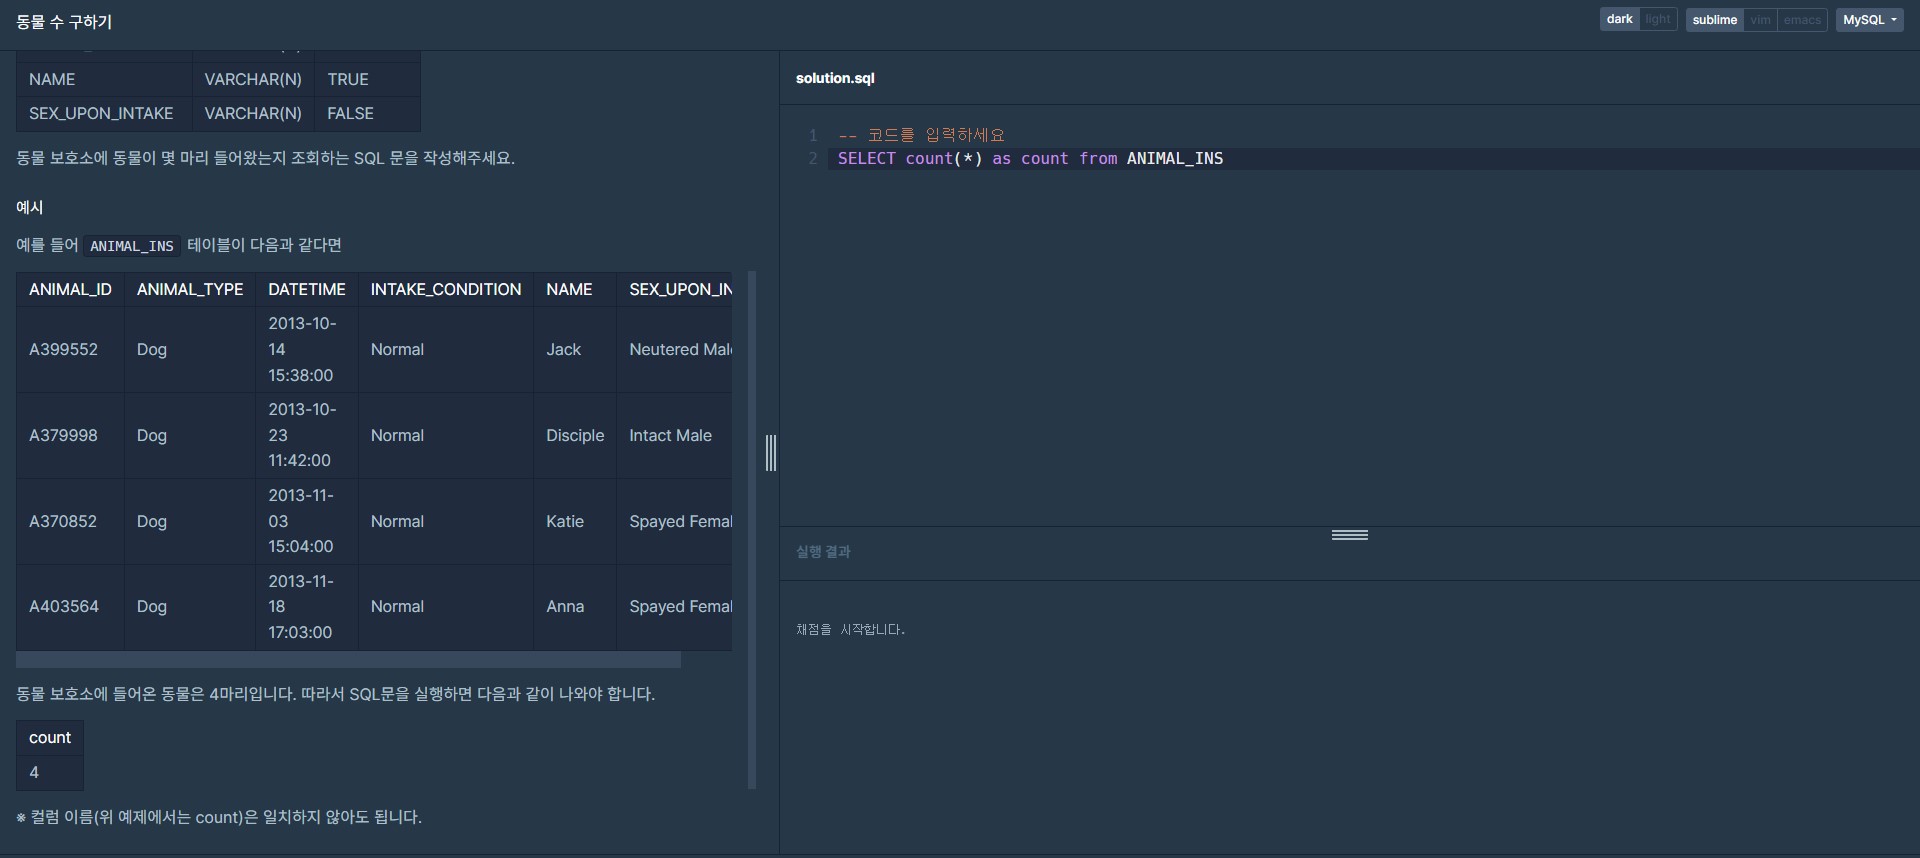 동물 수 구하기
dark light sublime vim emacs MySQL
NAME VARCHAR(N) TRUE
SEX_UPON_INTAKE VARCHAR(N) FALSE
동물 보호소에 동물이 몇 마리 들어왔는지 조회하는 SQL 문을 작성해주세요.
예시
예를 들어 ANIMAL_INS 테이블이 다음과 같다면
ANIMAL_ID ANIMAL_TYPE DATETIME INTAKE_CONDITION NAME SEX_UPON_IN
A399552 Dog 2013-10-14 15:38:00 Normal Jack Neutered Mal
A379998 Dog 2013-10-23 11:42:00 Normal Disciple Intact Male
A370852 Dog 2013-11-03 15:04:00 Normal Katie Spayed Femal
A403564 Dog 2013-11-18 17:03:00 Normal Anna Spayed Femal
동물 보호소에 들어온 동물은 4마리입니다. 따라서 SQL문을 실행하면 다음과 같이 나와야 합니다.
count
4
※ 컬럼 이름(위 예제에서는 count)은 일치하지 않아도 됩니다.
solution.sql
1 -- 코드를 입력하세요
2 SELECT count(*) as count from ANIMAL_INS
실행 결과
채점을 시작합니다.